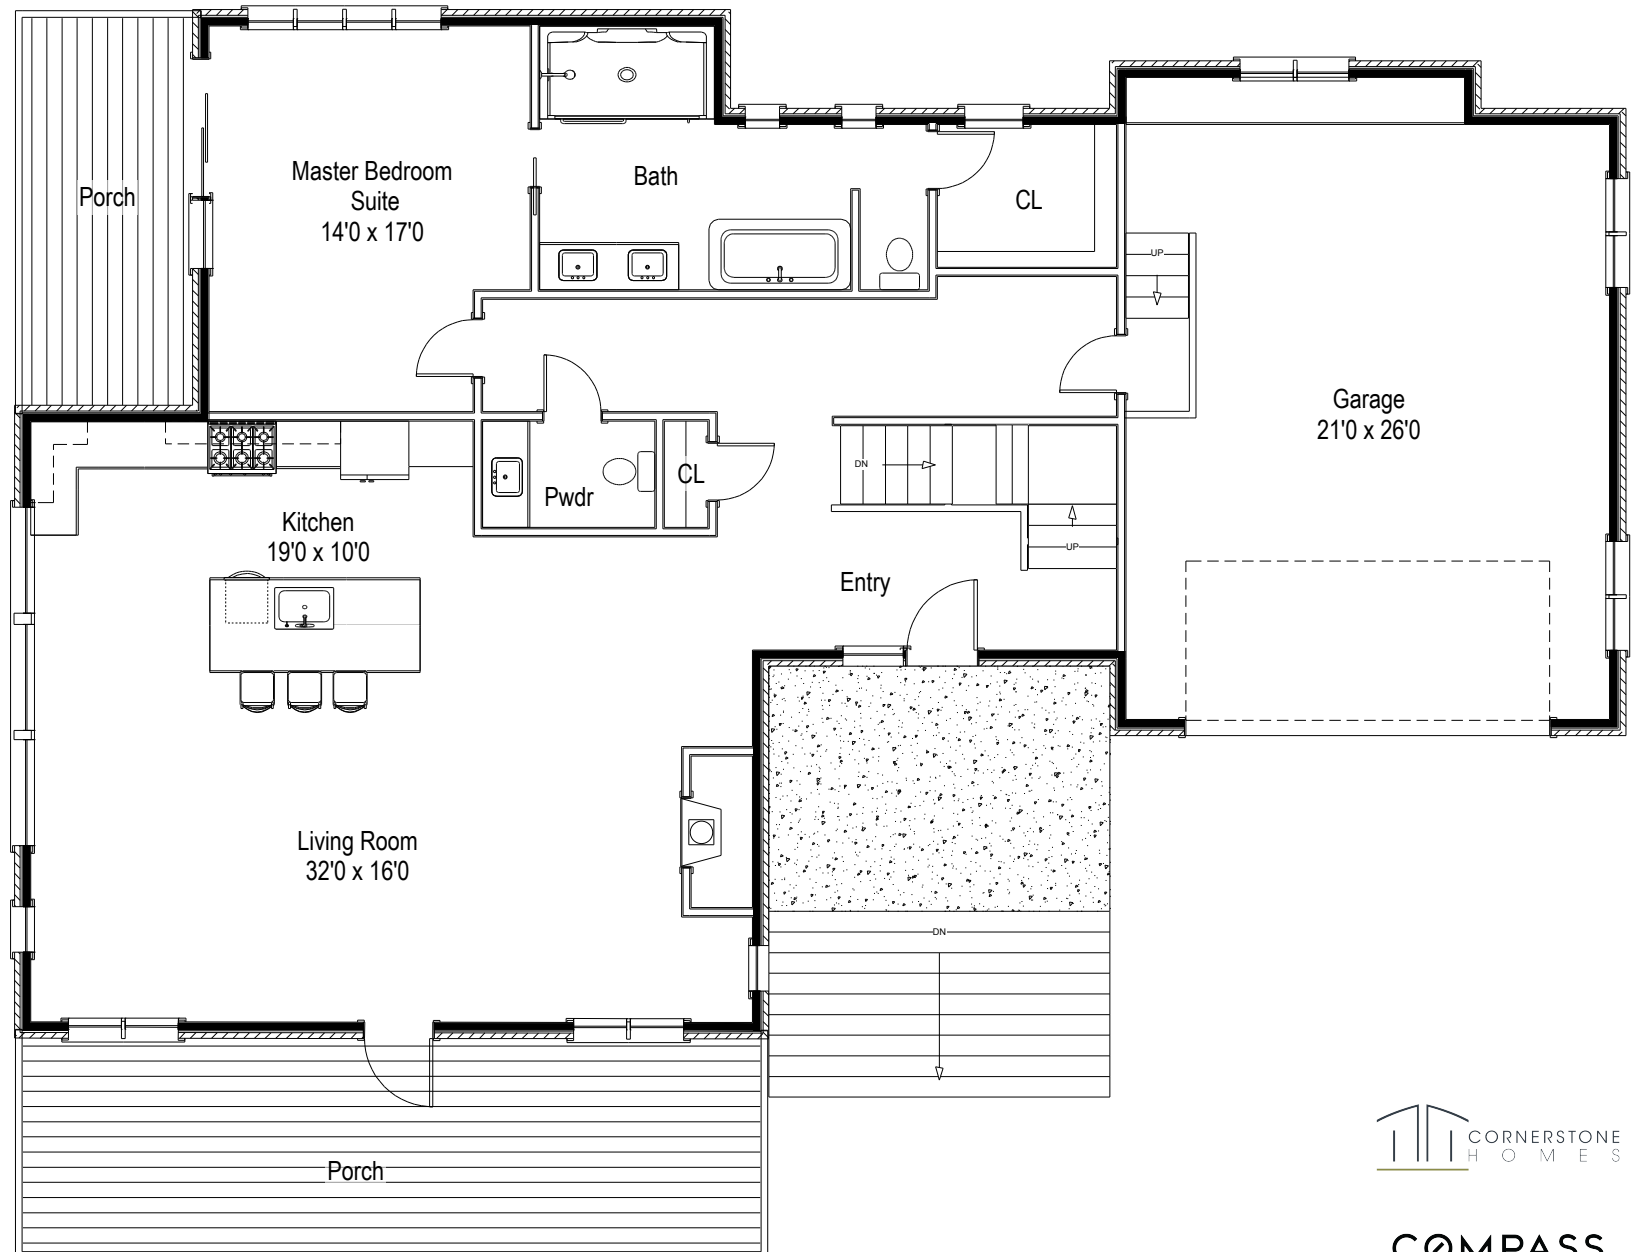 Porch
Master Bedroom
Suite
14'0 x 17'0
Bath
CL
UP
Garage
21'0 x 26'0
DN
CL
Pwdr
Kitchen
19'0 x 10'0
UP
Entry
Living Room
32'0 x 16'0
DN
Porch
CORNERSTONE
HOMES
COMPASS